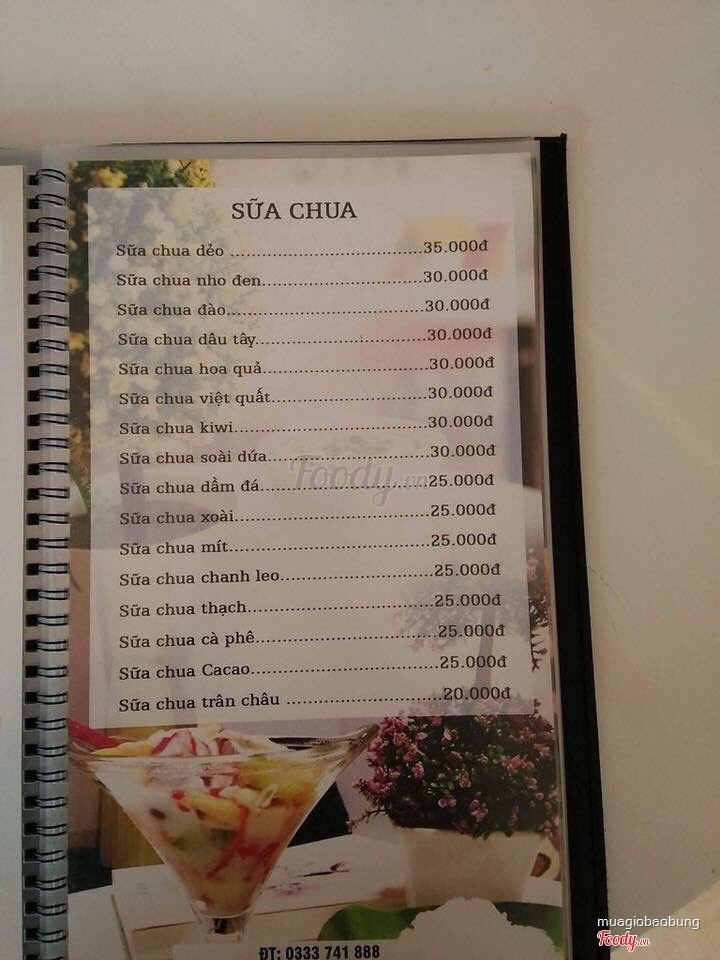 SỮA CHUA
Sữa chua dẻo ....................................35.000đ
Sữa chua nho đen..............................30.000đ
Sữa chua đào.....................................30.000đ
Sữa chua dâu tây................................30.000đ
Sữa chua hoa quả...............................30.000đ
Sữa chua việt quất.............................30.000đ
Sữa chua kiwi....................................30.000đ
Sữa chua soài dứa..............................30.000đ
Sữa chua dầm đá................................25.000đ
Sữa chua xoài....................................25.000đ
Sữa chua mít.....................................25.000đ
Sữa chua chanh leo............................25.000đ
Sữa chua thạch..................................25.000đ
Sữa chua cà phê.................................25.000đ
Sữa chua Cacao..................................25.000đ
Sữa chua trân châu .............................20.000đ
Foody.vn
ĐT: 0333 741 888
muagiobaobung
Foody.vn